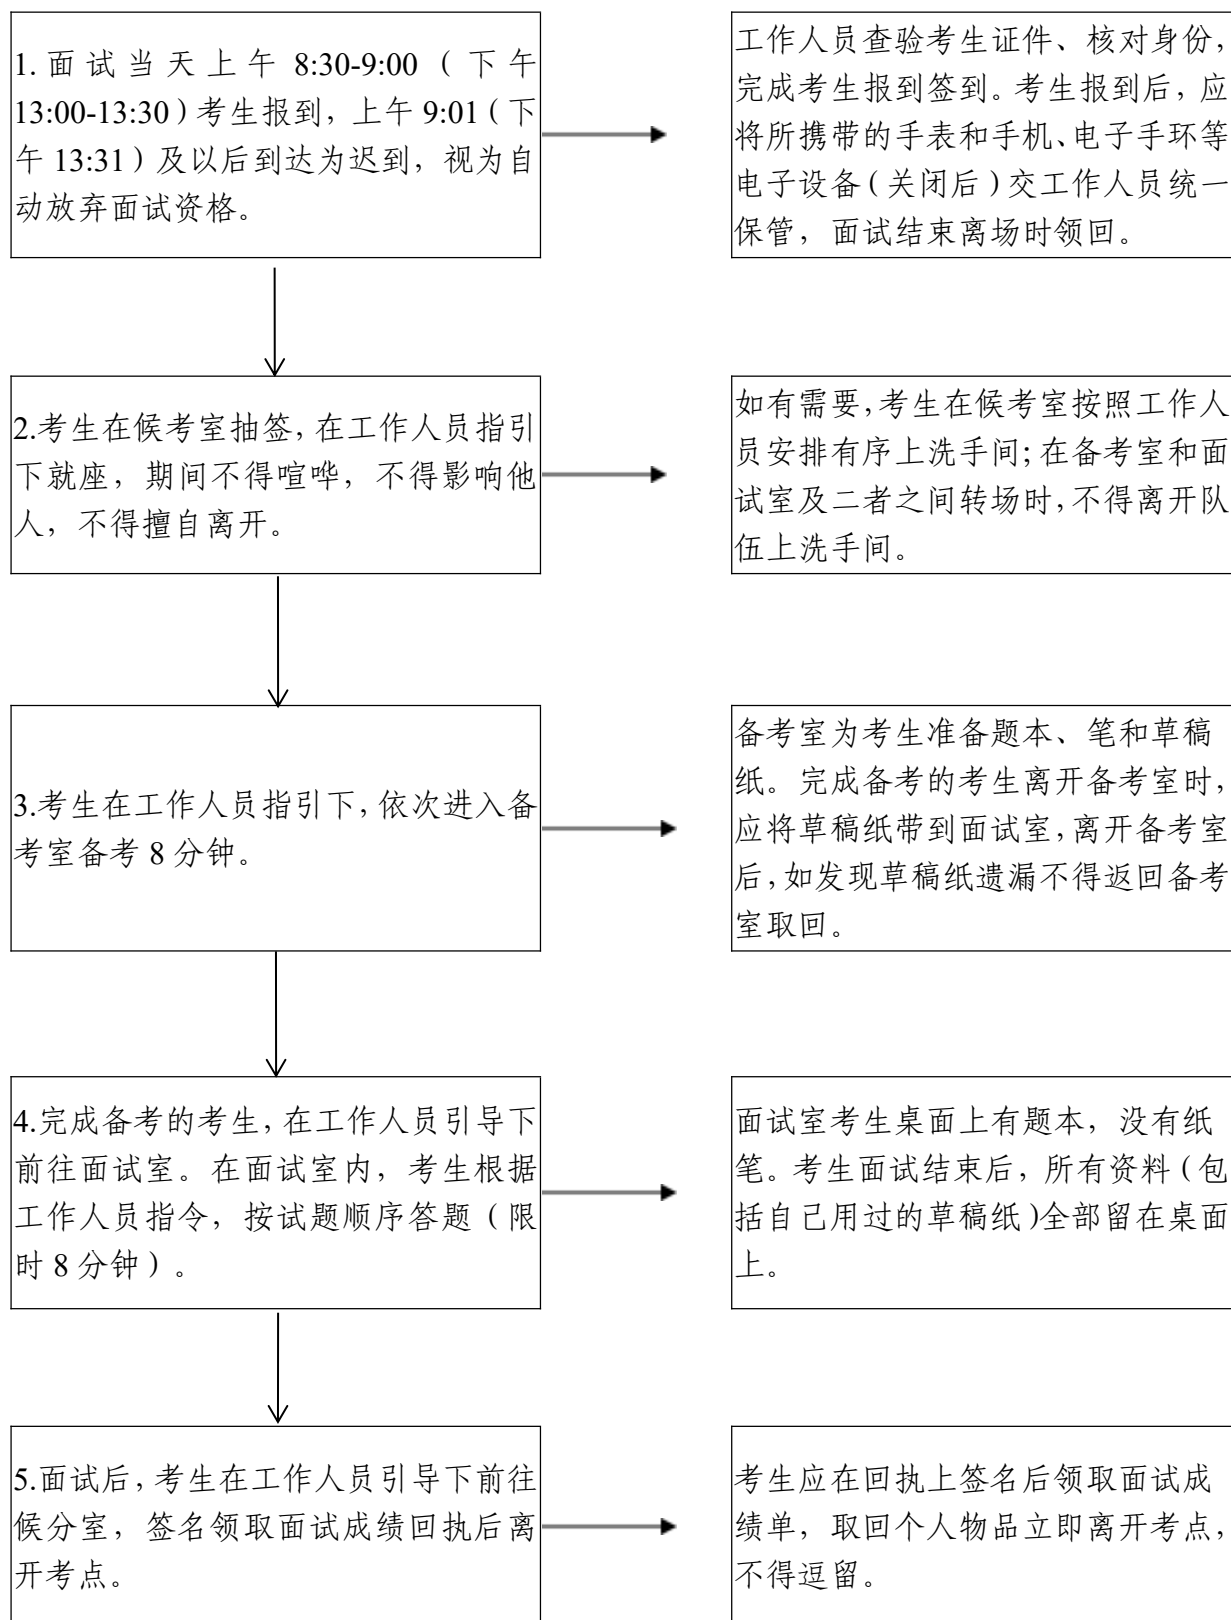 1.面试当天上午 8:30-9:00（下午
13:00-13:30）考生报到，上午 9:01（下
午 13:31）及以后到达为迟到，视为自
动放弃面试资格。
工作人员查验考生证件、核对身份，
完成考生报到签到。考生报到后，应
将所携带的手表和手机、电子手环等
电子设备（关闭后）交工作人员统一
保管，面试结束离场时领回。
2.考生在候考室抽签，在工作人员指引
下就座，期间不得喧哗，不得影响他
人，不得擅自离开。
如有需要，考生在候考室按照工作人
员安排有序上洗手间；在备考室和面
试室及二者之间转场时，不得离开队
伍上洗手间。
3.考生在工作人员指引下，依次进入备
考室备考 8 分钟。
备考室为考生准备题本、笔和草稿
纸。完成备考的考生离开备考室时，
应将草稿纸带到面试室，离开备考室
后，如发现草稿纸遗漏不得返回备考
室取回。
4.完成备考的考生，在工作人员引导下
前往面试室。在面试室内，考生根据
工作人员指令，按试题顺序答题（限
时 8 分钟）。
面试室考生桌面上有题本，没有纸
笔。考生面试结束后，所有资料（包
括自己用过的草稿纸）全部留在桌面
上。
5.面试后，考生在工作人员引导下前往
候分室，签名领取面试成绩回执后离
开考点。
考生应在回执上签名后领取面试成
绩单，取回个人物品立即离开考点，
不得逗留。